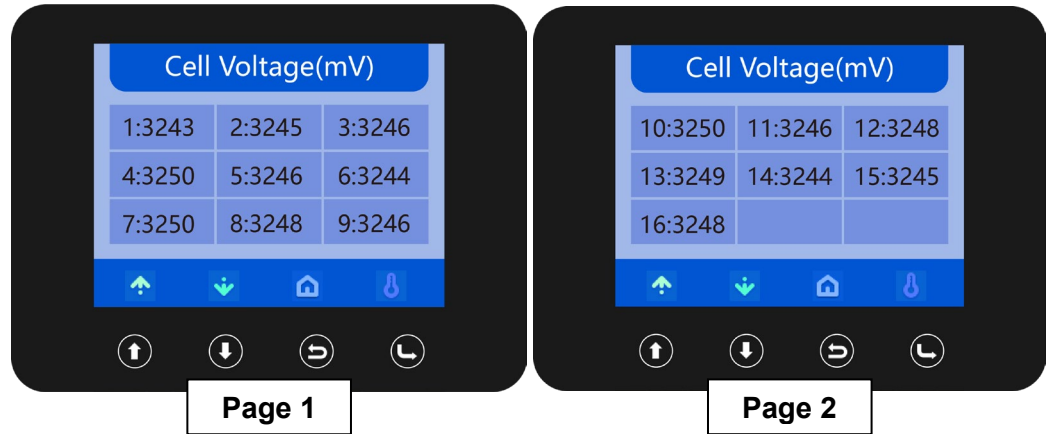 Cell Voltage(mV)
1:3243 2:3245 3:3246
4:3250 5:3246 6:3244
7:3250 8:3248 9:3246
Page 1
Cell Voltage(mV)
10:3250 11:3246 12:3248
13:3249 14:3244 15:3245
16:3248
Page 2